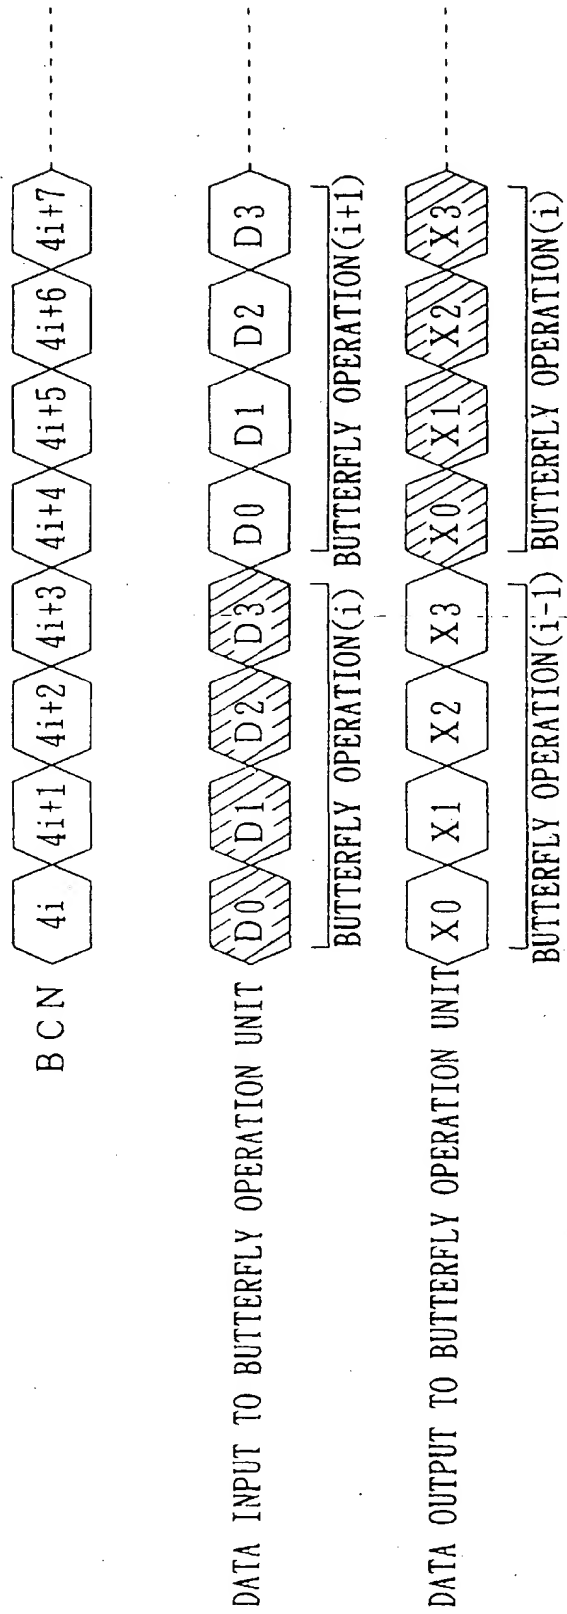 BCN 4i 4i+1 4i+2 4i+3 4i+4 4i+5 4i+6 4i+7
DATA INPUT TO BUTTERFLY OPERATION UNIT D0 D1 D2 D3 D0 D1 D2 D3
BUTTERFLY OPERATION(i) BUTTERFLY OPERATION(i+1)
DATA OUTPUT TO BUTTERFLY OPERATION UNIT X0 X1 X2 X3 X0 X1 X2 X3
BUTTERFLY OPERATION(i-1) BUTTERFLY OPERATION(i)